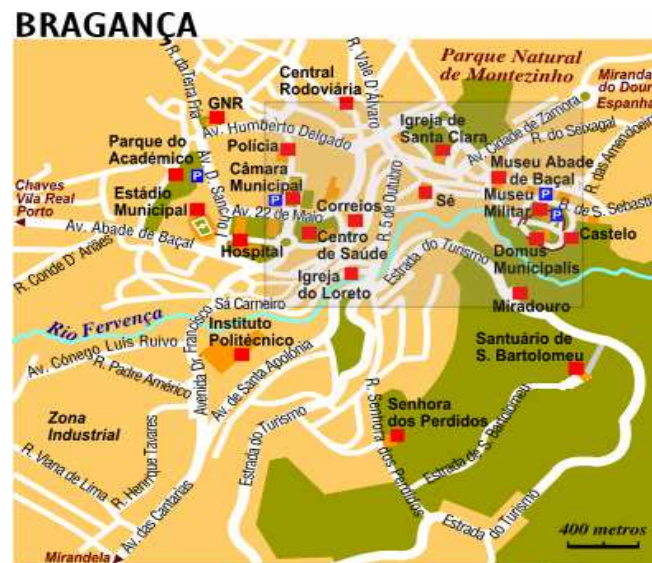 BRAGANÇA
R. da Terra Fria
R. Vale D'Álvaro
Parque Natural
de Montezinho
Central
Rodoviária
GNR
Av. Humberto Delgado
Miranda
do Dour
Espanha
Igreja de
Santa Clara
Av. Cidade de Zamora
R. do Seixagal
R. das Amendoeir
Parque do
Académico
P
Polícia
Av. D. Sanc
Câmara
Municipal
P
Museu Abade
de Baçal
Museu
Militar
P
P
R. de S. Sebasti
Chaves
Vila Real
Porto
Estádio
Municipal
Av. 22 de Maio
Correios
R. 5 de Outubro
Sé
Av. Abade de Baçal
Hospital
Centro
de Saúde
Castelo
Domus
Municipalis
R. Conde D' Ariães
Igreja
do Loreto
Estrada do Turismo
Miradouro
Sá Carneiro
Rio Fervença
Instituto
Politécnico
Santuário de
S. Bartolomeu
Av. Cónego Luís Ruivo
R. Padre Américo
Avenida Dr. Francisco
Av. de Santa Apolónia
Zona
Industrial
R. Viana de Lima
R. Henrique Tavares
Estrada do Turismo
R. Senhora dos Perdidos
Senhora
dos Perdidos
Estrada de S. Bartolomeu
Av. das Cantarias
Mirandela
Estrada do Turismo
400 metros